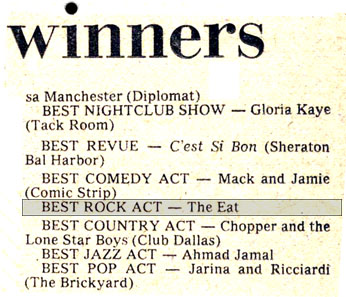 winners
sa Manchester (Diplomat)
BEST NIGHTCLUB SHOW — Gloria Kaye
(Tack Room)
BEST REVUE — C'est Si Bon (Sheraton
Bal Harbor)
BEST COMEDY ACT — Mack and Jamie
(Comic Strip)
BEST ROCK ACT — The Eat
BEST COUNTRY ACT — Chopper and the
Lone Star Boys (Club Dallas)
BEST JAZZ ACT — Ahmad Jamal
BEST POP ACT — Jarina and Ricciardi
(The Brickyard)